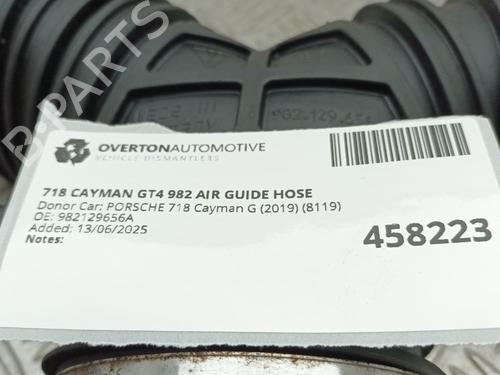 B-PARTS
OVERTONAUTOMOTIVE
VEHICLE DISMANTLERS
718 CAYMAN GT4 982 AIR GUIDE HOSE
Donor Car: PORSCHE 718 Cayman G (2019) (8119)
OE: 982129656A
Added: 13/06/2025
Notes:
458223